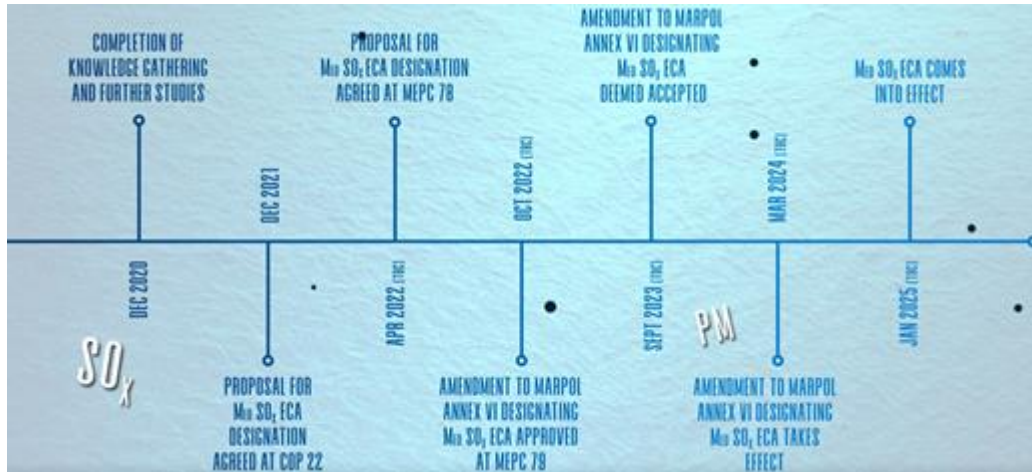 COMPLETION OF
KNOWLEDGE GATHERING
AND FURTHER STUDIES
DEC 2020
DEC 2021
PROPOSAL FOR
MED SOX ECA
DESIGNATION
AGREED AT COP 22
PROPOSAL FOR
MED SOX ECA DESIGNATION
AGREED AT MEPC 78
APR 2022 (TBC)
OCT 2022 (TBC)
AMENDMENT TO MARPOL
ANNEX VI DESIGNATING
MED SOX ECA APPROVED
AT MEPC 79
AMENDMENT TO MARPOL
ANNEX VI DESIGNATING
MED SOX ECA
DEEMED ACCEPTED
SEPT 2023 (TBC)
MAR 2024 (TBC)
AMENDMENT TO MARPOL
ANNEX VI DESIGNATING
MED SOX ECA TAKES
EFFECT
MED SOX ECA COMES
INTO EFFECT
JAN 2025 (TBC)
SOX
PM